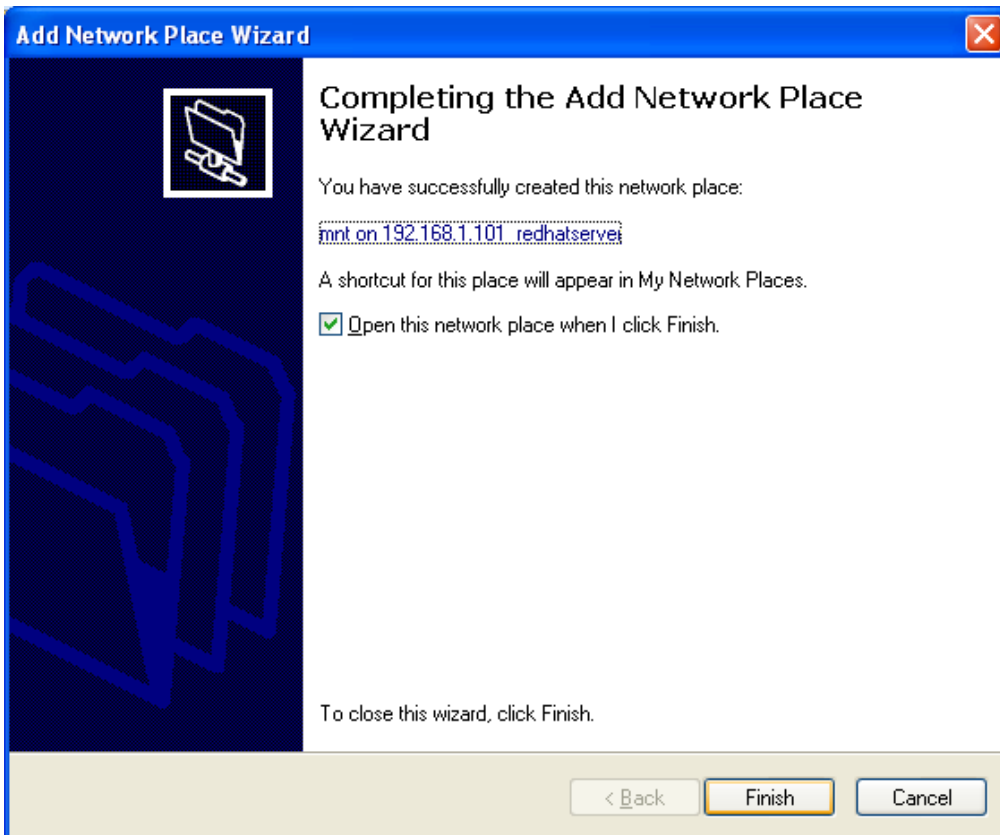 Add Network Place Wizard
Completing the Add Network Place
Wizard
You have successfully created this network place:
mnt on 192.168.1.101 redhatserver
A shortcut for this place will appear in My Network Places.
Open this network place when I click Finish.
To close this wizard, click Finish.
< Back
Finish
Cancel